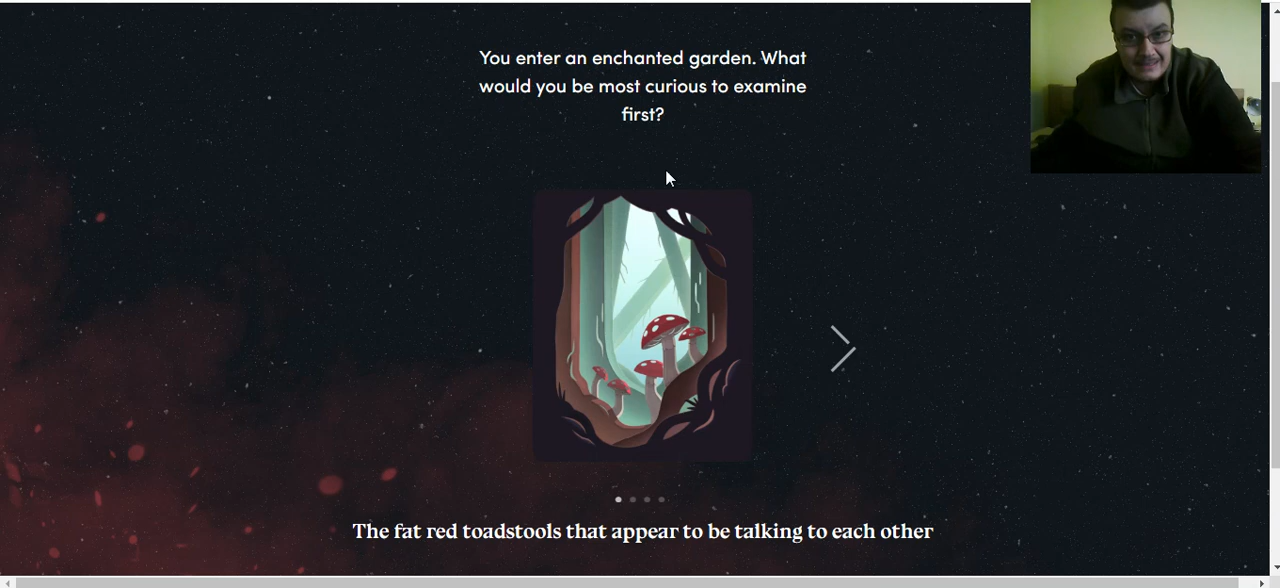 You enter an enchanted garden. What
would you be most curious to examine
first?
The fat red toadstools that appear to be talking to each other